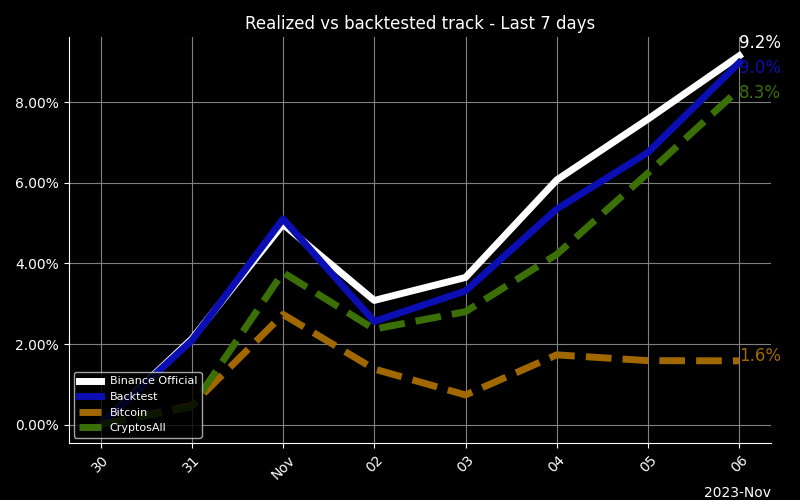 Realized vs backtested track - Last 7 days
9.2%
9.0%
8.3%
8.00%
6.00%
4.00%
2.00%
1.6%
0.00%
Binance Official
Backtest
Bitcoin
CryptosAll
30
31
Nov
02
03
04
05
06
2023-Nov